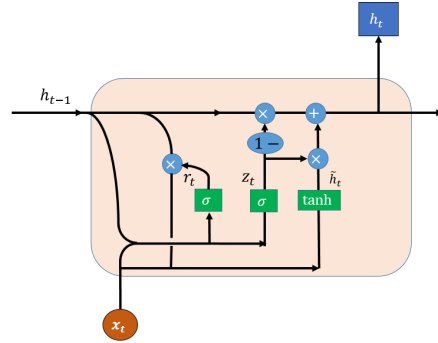 h_t
h_{t-1}
× +
1 −
× r_t z_t × h̃_t
σ σ tanh
x_t